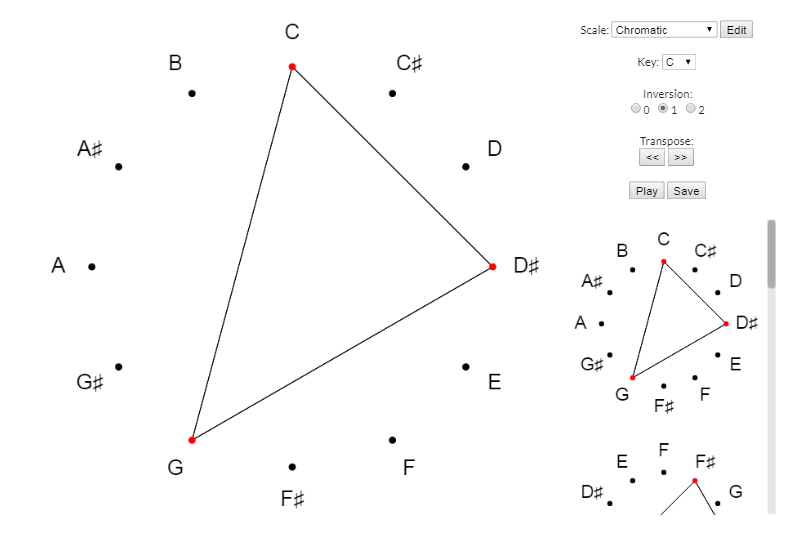 C
B
C♯
A♯
D
A
D♯
G♯
E
G
F
F♯
Scale: Chromatic Edit
Key: C
Inversion:
0 1 2
Transpose:
<< >>
Play Save
C
B
C♯
A♯
D
A
D♯
G♯
E
G
F
F♯
F
E
F♯
D♯
G